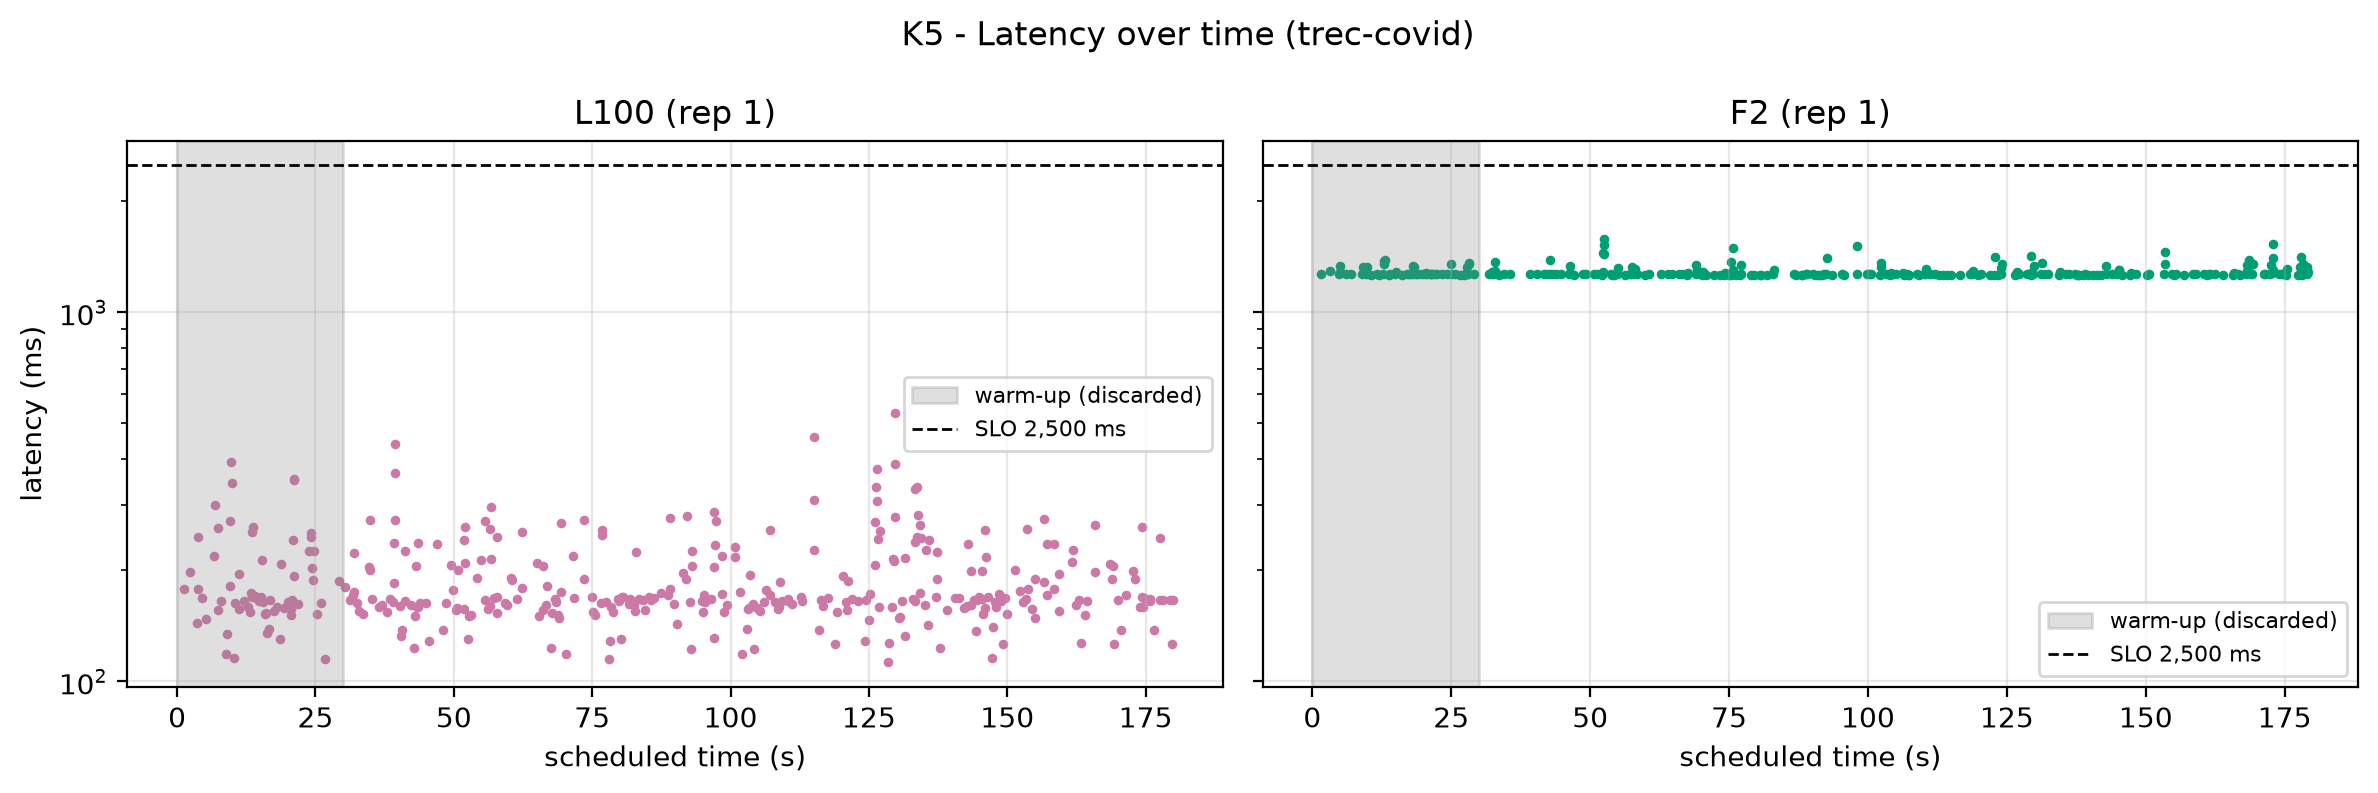 K5 - Latency over time (trec-covid)
L100 (rep 1)
F2 (rep 1)
latency (ms)
10³
10²
warm-up (discarded)
SLO 2,500 ms
warm-up (discarded)
SLO 2,500 ms
0 25 50 75 100 125 150 175
0 25 50 75 100 125 150 175
scheduled time (s)
scheduled time (s)